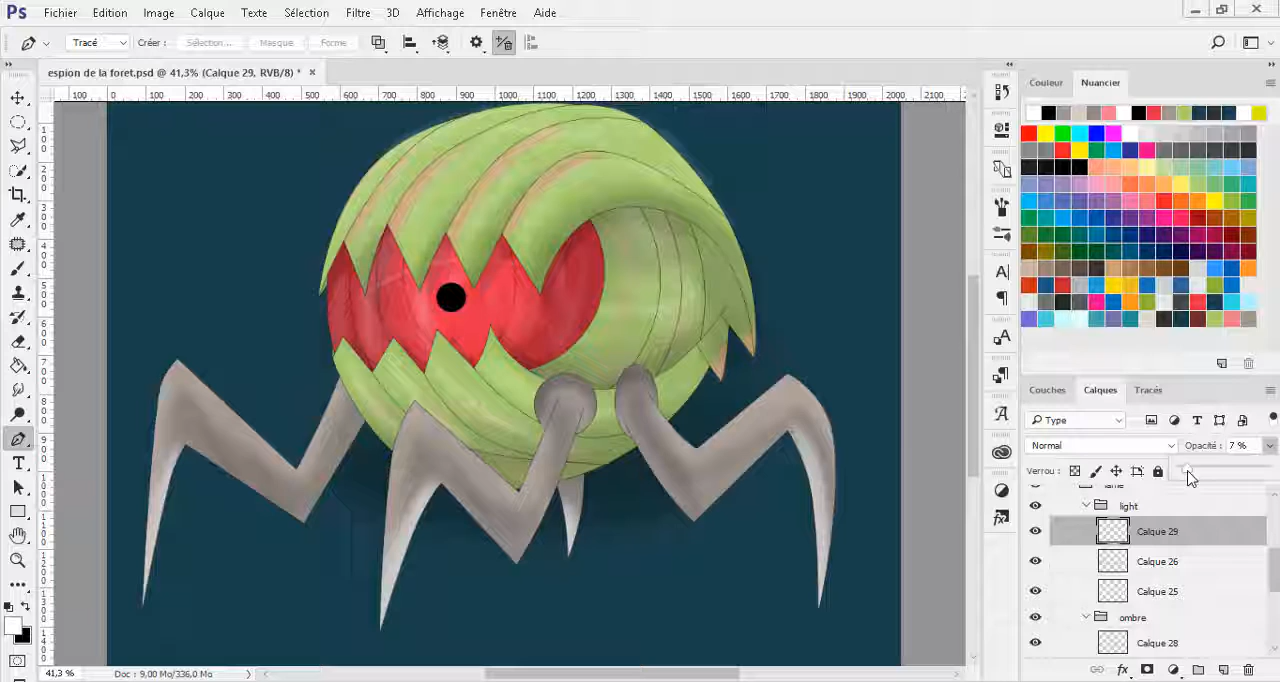 Ps Fichier Edition Image Calque Texte Sélection Filtre 3D Affichage Fenêtre Aide
Tracé Créer : Sélection... Masque Forme
espion de la foret.psd @ 41,3% (Calque 29, RVB/8) * ×
Couleur Nuancier
100 0 100 200 300 400 500 600 700 800 900 1000 1100 1200 1300 1400 1500 1600 1700 1800 1900 2000 2100
Couches Calques Tracés
Type
Normal Opacité : 7 %
Verrou :
light
Calque 29
Calque 26
Calque 25
ombre
Calque 28
41,3 % Doc : 9,00 Mo/336,0 Mo